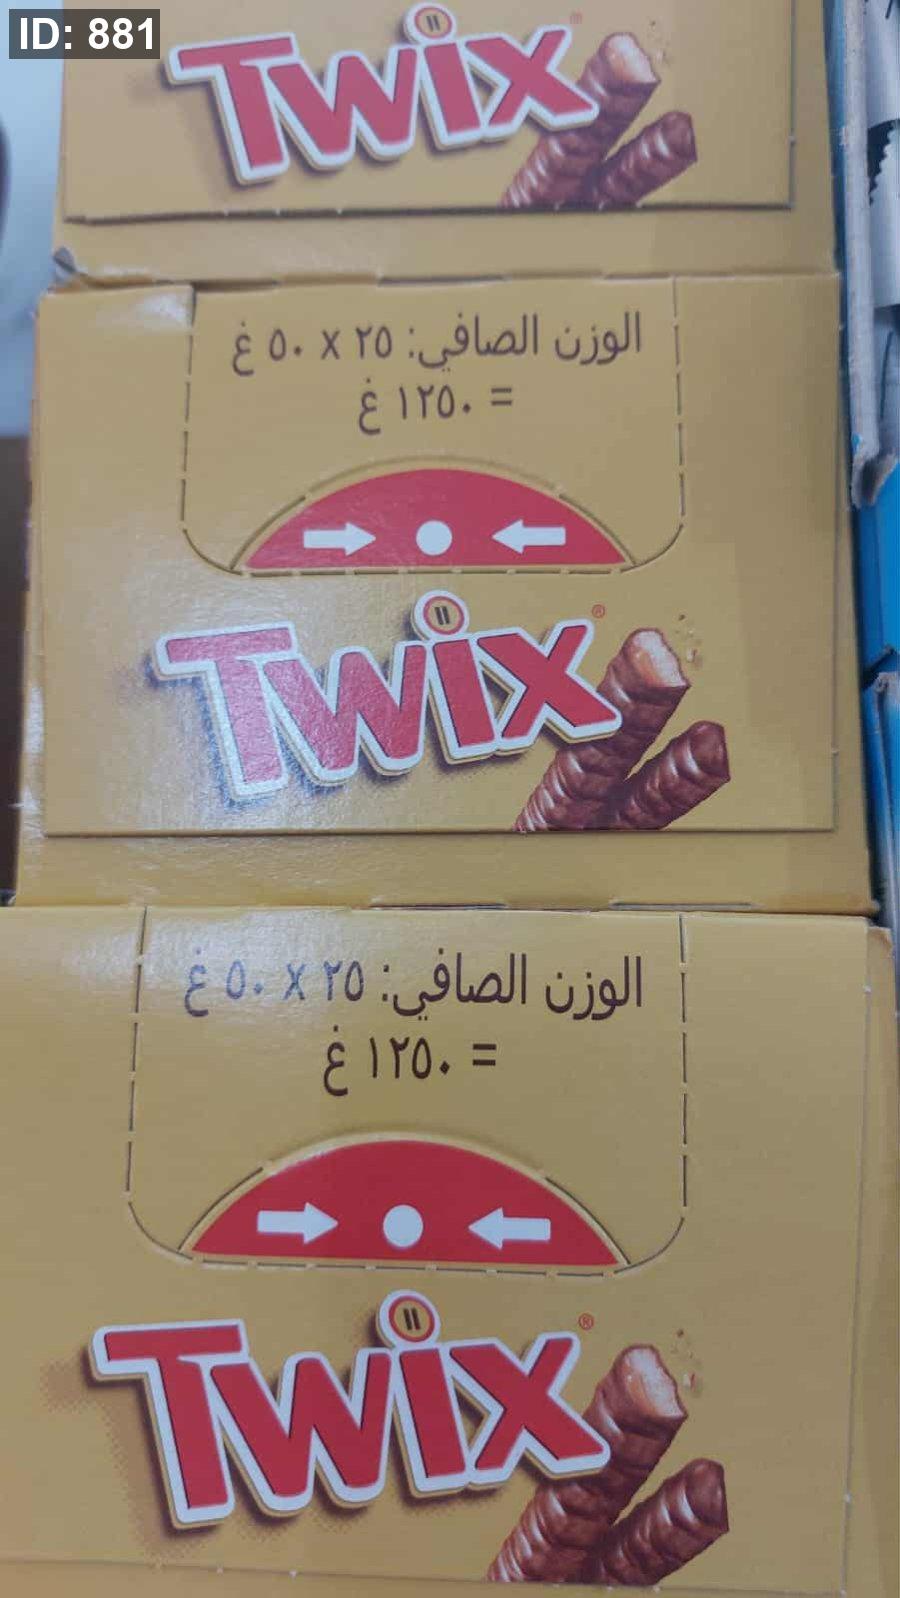 ID: 881
Twix®
الوزن الصافي: ٢٥ x ٥٠ غ
= ١٢٥٠ غ
Twix®
الوزن الصافي: ٢٥ x ٥٠ غ
= ١٢٥٠ غ
Twix®